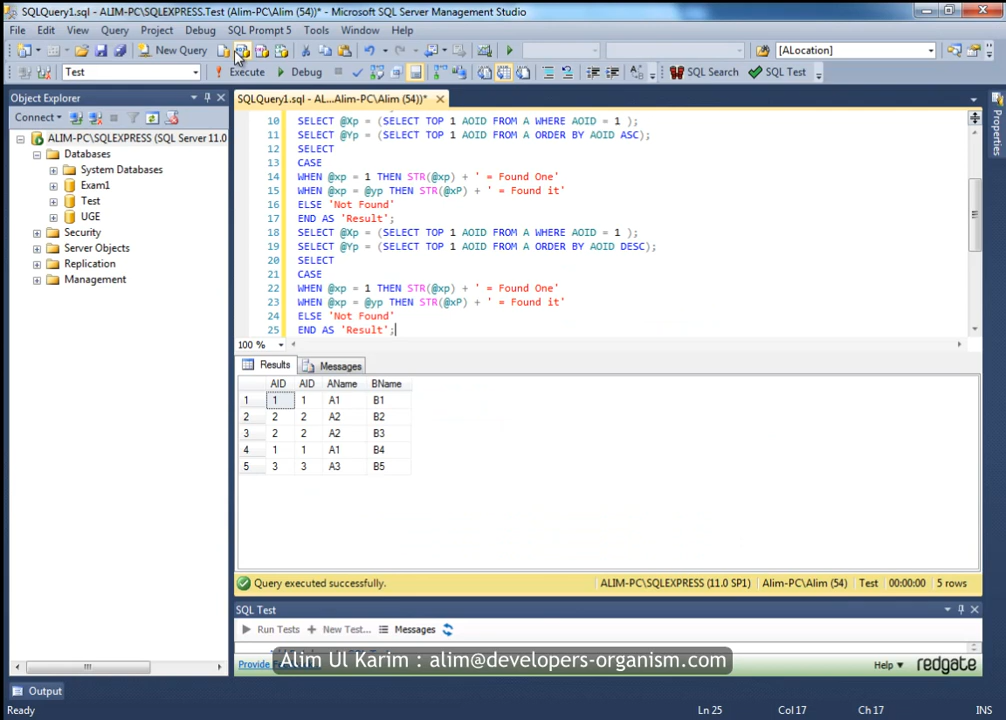 SQLQuery1.sql - ALIM-PC\SQLEXPRESS.Test (Alim-PC\Alim (54))* - Microsoft SQL Server Management Studio
File Edit View Query Project Debug SQL Prompt 5 Tools Window Help
New Query [ALocation]
Test Execute Debug SQL Search SQL Test
Object Explorer
Connect
ALIM-PC\SQLEXPRESS (SQL Server 11.0
Databases
System Databases
Exam1
Test
UGE
Security
Server Objects
Replication
Management
SQLQuery1.sql - AL...Alim-PC\Alim (54))*
10 SELECT @Xp = (SELECT TOP 1 AOID FROM A WHERE AOID = 1 );
11 SELECT @Yp = (SELECT TOP 1 AOID FROM A ORDER BY AOID ASC);
12 SELECT
13 CASE
14 WHEN @xp = 1 THEN STR(@xp) + ' = Found One'
15 WHEN @xp = @yp THEN STR(@xP) + ' = Found it'
16 ELSE 'Not Found'
17 END AS 'Result';
18 SELECT @Xp = (SELECT TOP 1 AOID FROM A WHERE AOID = 1 );
19 SELECT @Yp = (SELECT TOP 1 AOID FROM A ORDER BY AOID DESC);
20 SELECT
21 CASE
22 WHEN @xp = 1 THEN STR(@xp) + ' = Found One'
23 WHEN @xp = @yp THEN STR(@xP) + ' = Found it'
24 ELSE 'Not Found'
25 END AS 'Result';
100 %
Results Messages
AID AID AName BName
1 1 1 A1 B1
2 2 2 A2 B2
3 2 2 A2 B3
4 1 1 A1 B4
5 3 3 A3 B5
Query executed successfully. ALIM-PC\SQLEXPRESS (11.0 SP1) Alim-PC\Alim (54) Test 00:00:00 5 rows
SQL Test
Run Tests New Test... Messages
Provide
Alim Ul Karim : alim@developers-organism.com
Help redgate
Output
Ready Ln 25 Col 17 Ch 17 INS
Properties